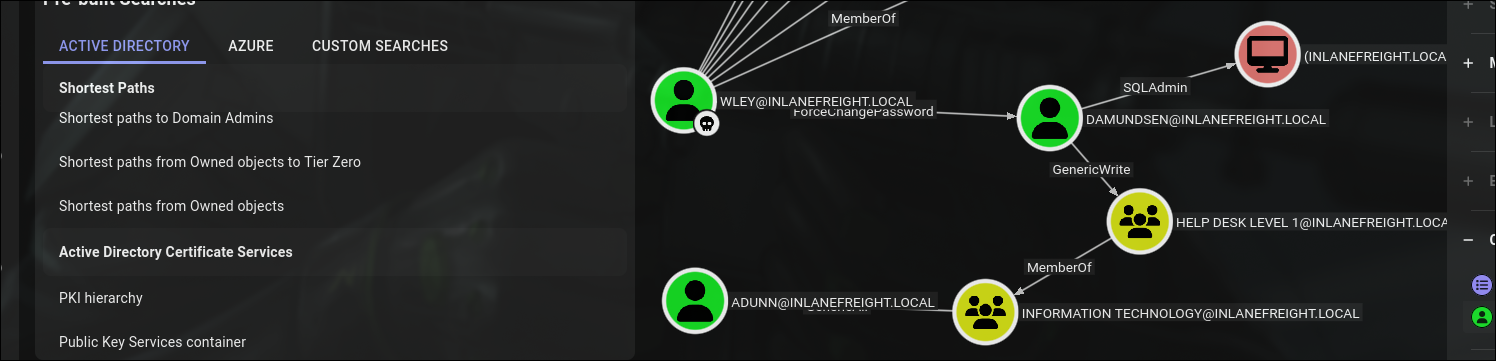 Pre-built Searches
ACTIVE DIRECTORY
AZURE
CUSTOM SEARCHES
Shortest Paths
Shortest paths to Domain Admins
Shortest paths from Owned objects to Tier Zero
Shortest paths from Owned objects
Active Directory Certificate Services
PKI hierarchy
Public Key Services container
MemberOf
(INLANEFREIGHT.LOCA
SQLAdmin
WLEY@INLANEFREIGHT.LOCAL
ForceChangePassword
DAMUNDSEN@INLANEFREIGHT.LOCAL
GenericWrite
HELP DESK LEVEL 1@INLANEFREIGHT.LOCA
MemberOf
ADUNN@INLANEFREIGHT.LOCAL
INFORMATION TECHNOLOGY@INLANEFREIGHT.LOCAL